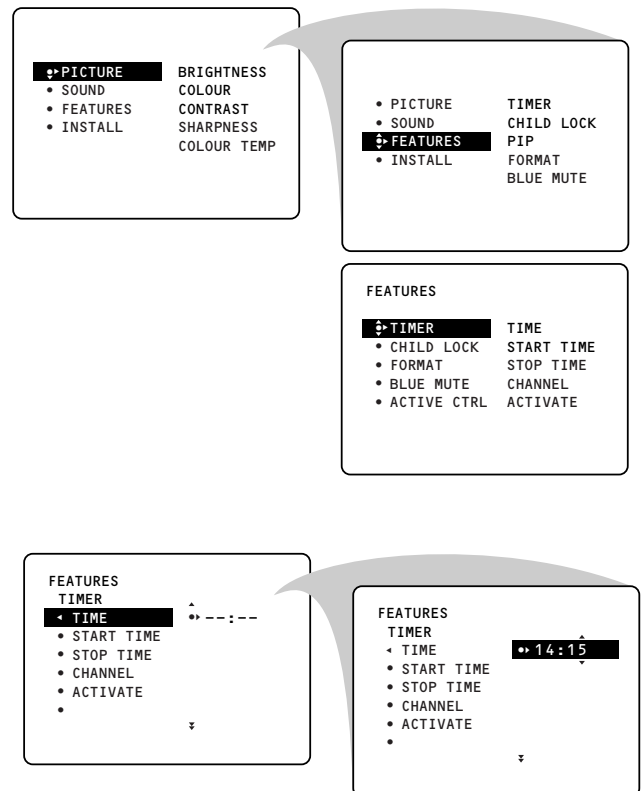 PICTURE BRIGHTNESS
• SOUND COLOUR
• FEATURES CONTRAST
• INSTALL SHARPNESS
COLOUR TEMP
• PICTURE TIMER
• SOUND CHILD LOCK
FEATURES PIP
• INSTALL FORMAT
BLUE MUTE
FEATURES
TIMER TIME
• CHILD LOCK START TIME
• FORMAT STOP TIME
• BLUE MUTE CHANNEL
• ACTIVE CTRL ACTIVATE
FEATURES
TIMER
TIME --:--
• START TIME
• STOP TIME
• CHANNEL
• ACTIVATE
•
FEATURES
TIMER
TIME 14:15
• START TIME
• STOP TIME
• CHANNEL
• ACTIVATE
•